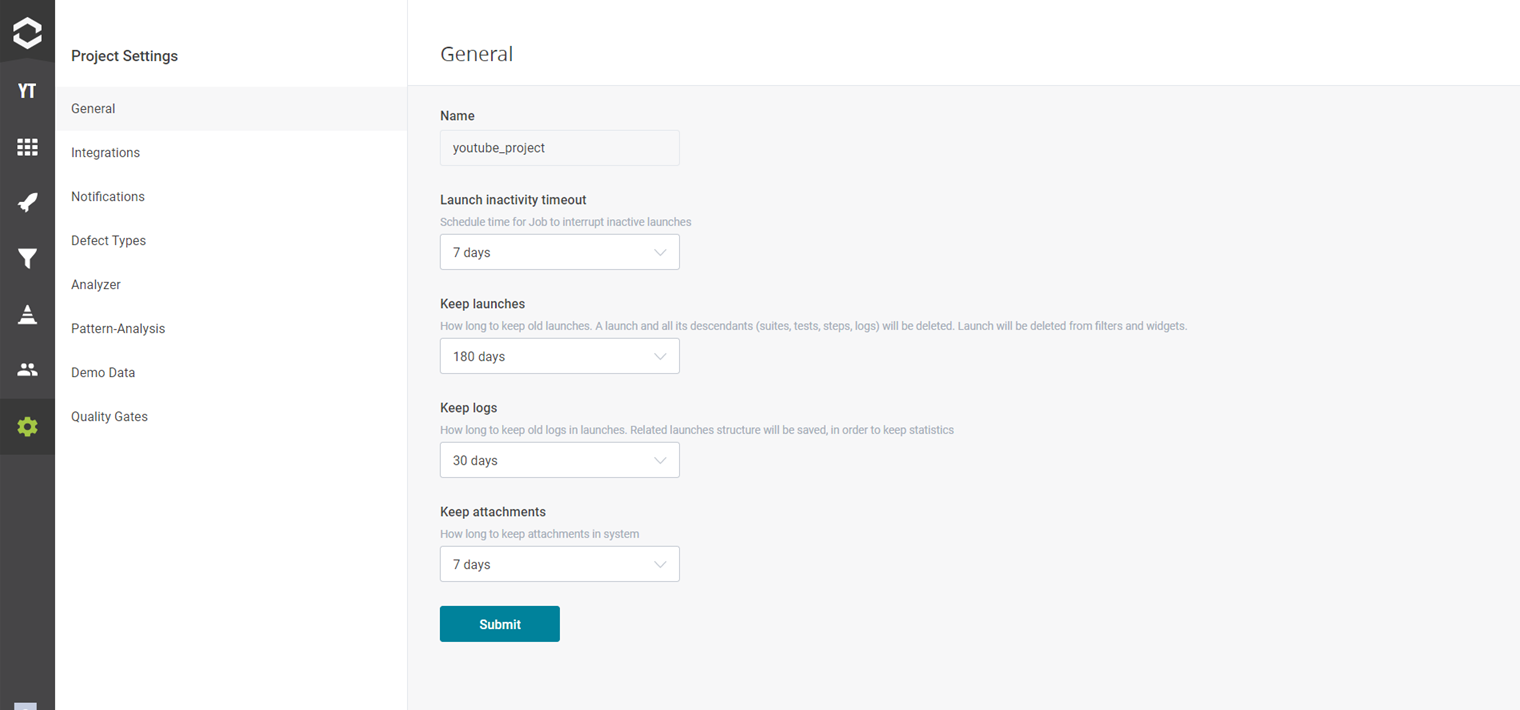 YT
Project Settings
General
Integrations
Notifications
Defect Types
Analyzer
Pattern-Analysis
Demo Data
Quality Gates
General
Name
youtube_project
Launch inactivity timeout
Schedule time for Job to interrupt inactive launches
7 days
Keep launches
How long to keep old launches. A launch and all its descendants (suites, tests, steps, logs) will be deleted. Launch will be deleted from filters and widgets.
180 days
Keep logs
How long to keep old logs in launches. Related launches structure will be saved, in order to keep statistics
30 days
Keep attachments
How long to keep attachments in system
7 days
Submit